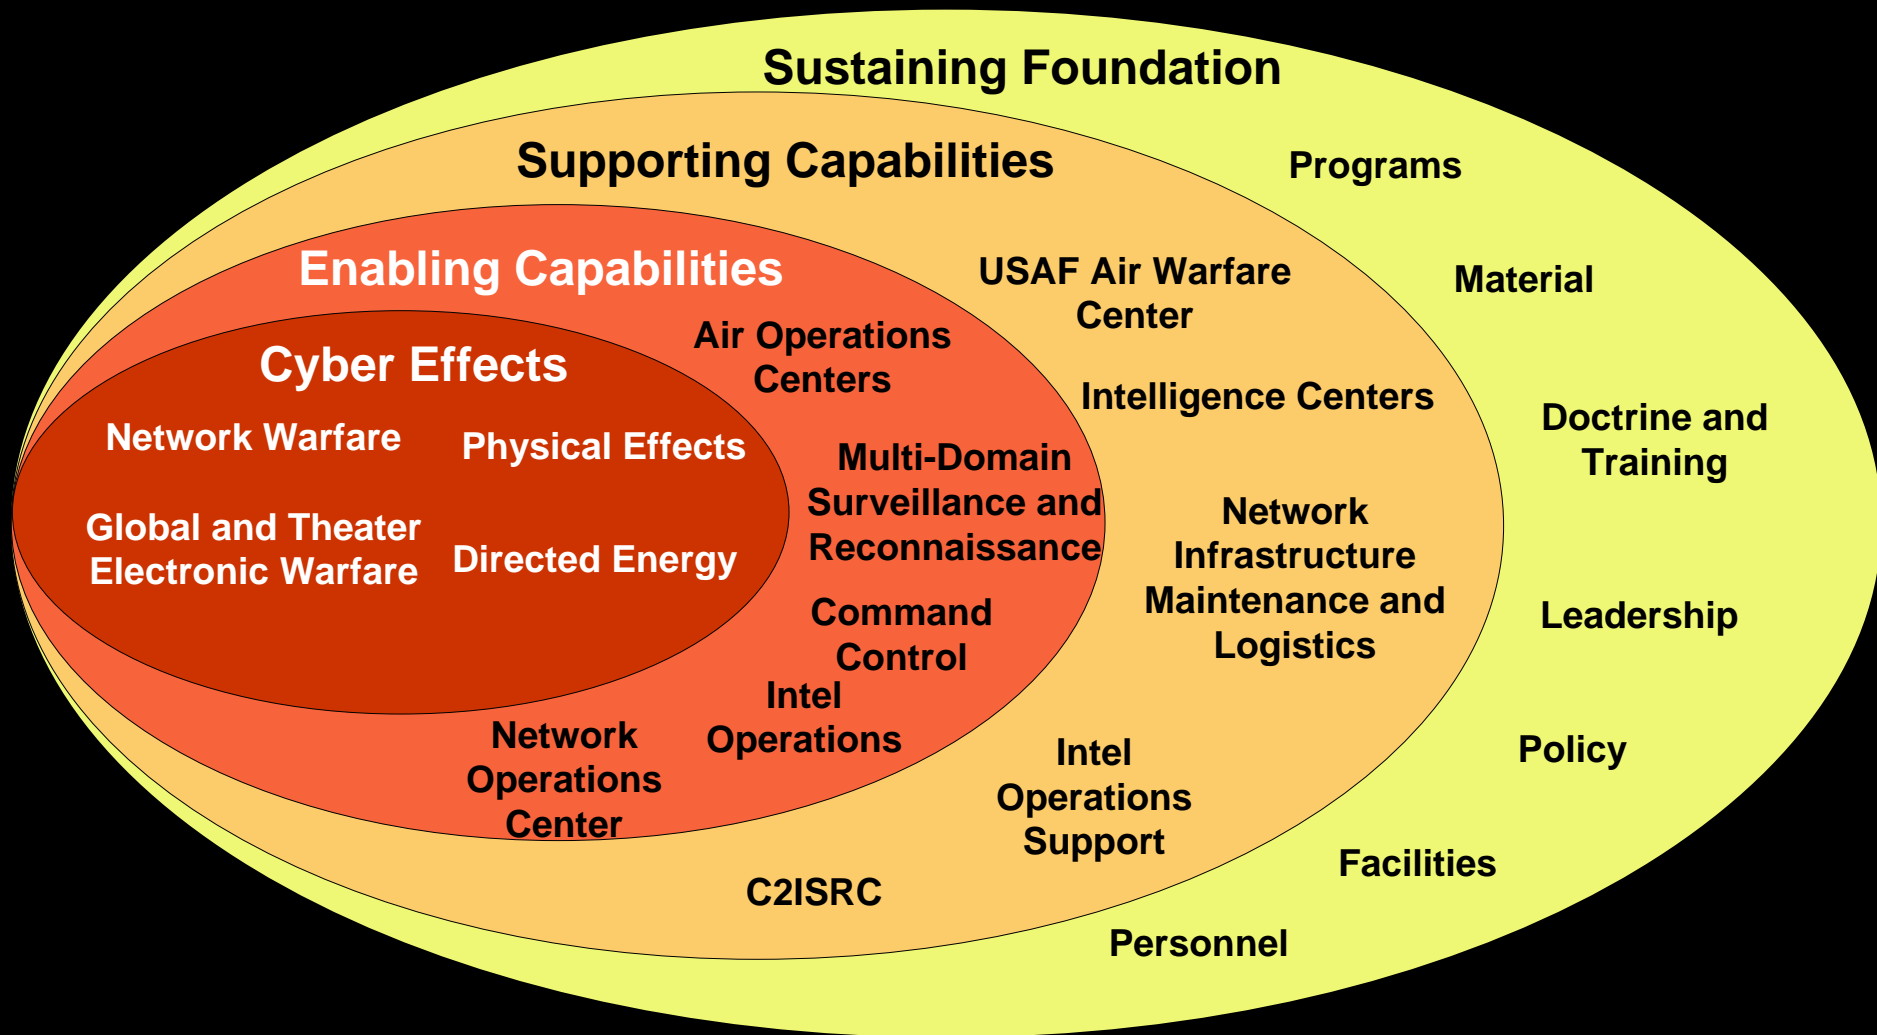 Sustaining Foundation
Programs
Material
Doctrine and
Training
Leadership
Policy
Facilities
Personnel
Supporting Capabilities
USAF Air Warfare
Center
Intelligence Centers
Network
Infrastructure
Maintenance and
Logistics
Intel
Operations
Support
C2ISRC
Enabling Capabilities
Air Operations
Centers
Multi-Domain
Surveillance and
Reconnaissance
Command
Control
Intel
Operations
Network
Operations
Center
Cyber Effects
Network Warfare
Physical Effects
Global and Theater
Electronic Warfare
Directed Energy